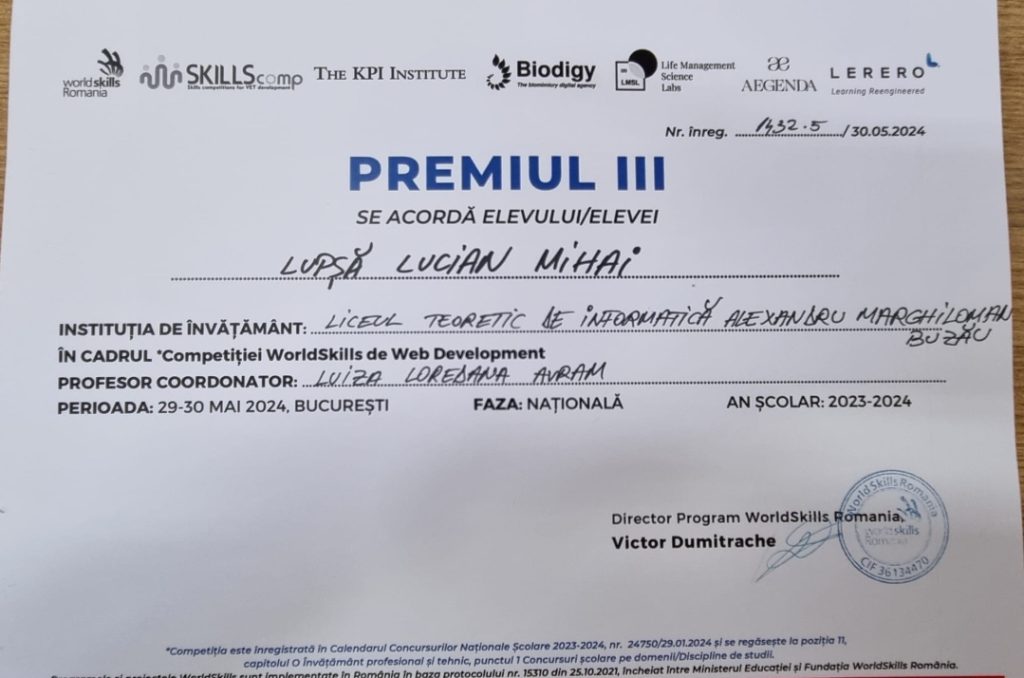 worldskills
Romania
SKILLScomp
Skills competitions for VET development
THE KPI INSTITUTE
Biodigy
The biomimicry digital agency
LMSL
Life Management
Science
Labs
æ
AEGENDA
LERERO
Learning Reengineered
Nr. înreg. 1432.5 / 30.05.2024
PREMIUL III
SE ACORDĂ ELEVULUI/ELEVEI
LUPȘĂ LUCIAN MIHAI
INSTITUȚIA DE ÎNVĂȚĂMÂNT: LICEUL TEORETIC DE INFORMATICĂ ALEXANDRU MARGHILOMAN
BUZĂU
ÎN CADRUL *Competiției WorldSkills de Web Development
PROFESOR COORDONATOR: LUIZA LOREDANA AVRAM
PERIOADA: 29-30 MAI 2024, BUCUREȘTI FAZA: NAȚIONALĂ AN ȘCOLAR: 2023-2024
Director Program WorldSkills Romania,
Victor Dumitrache
WorldSkills Romania
worldskills
Romania
CIF 36134470
*Competiția este înregistrată în Calendarul Concursurilor Naționale Școlare 2023-2024, nr. 24750/29.01.2024 și se regăsește la poziția 11,
capitolul O Învățământ profesional și tehnic, punctul 1 Concursuri școlare pe domenii/Discipline de studii.
proiectele WorldSkills sunt implementate în România în baza protocolului nr. 15310 din 25.10.2021, încheiat între Ministerul Educației și Fundația WorldSkills România.